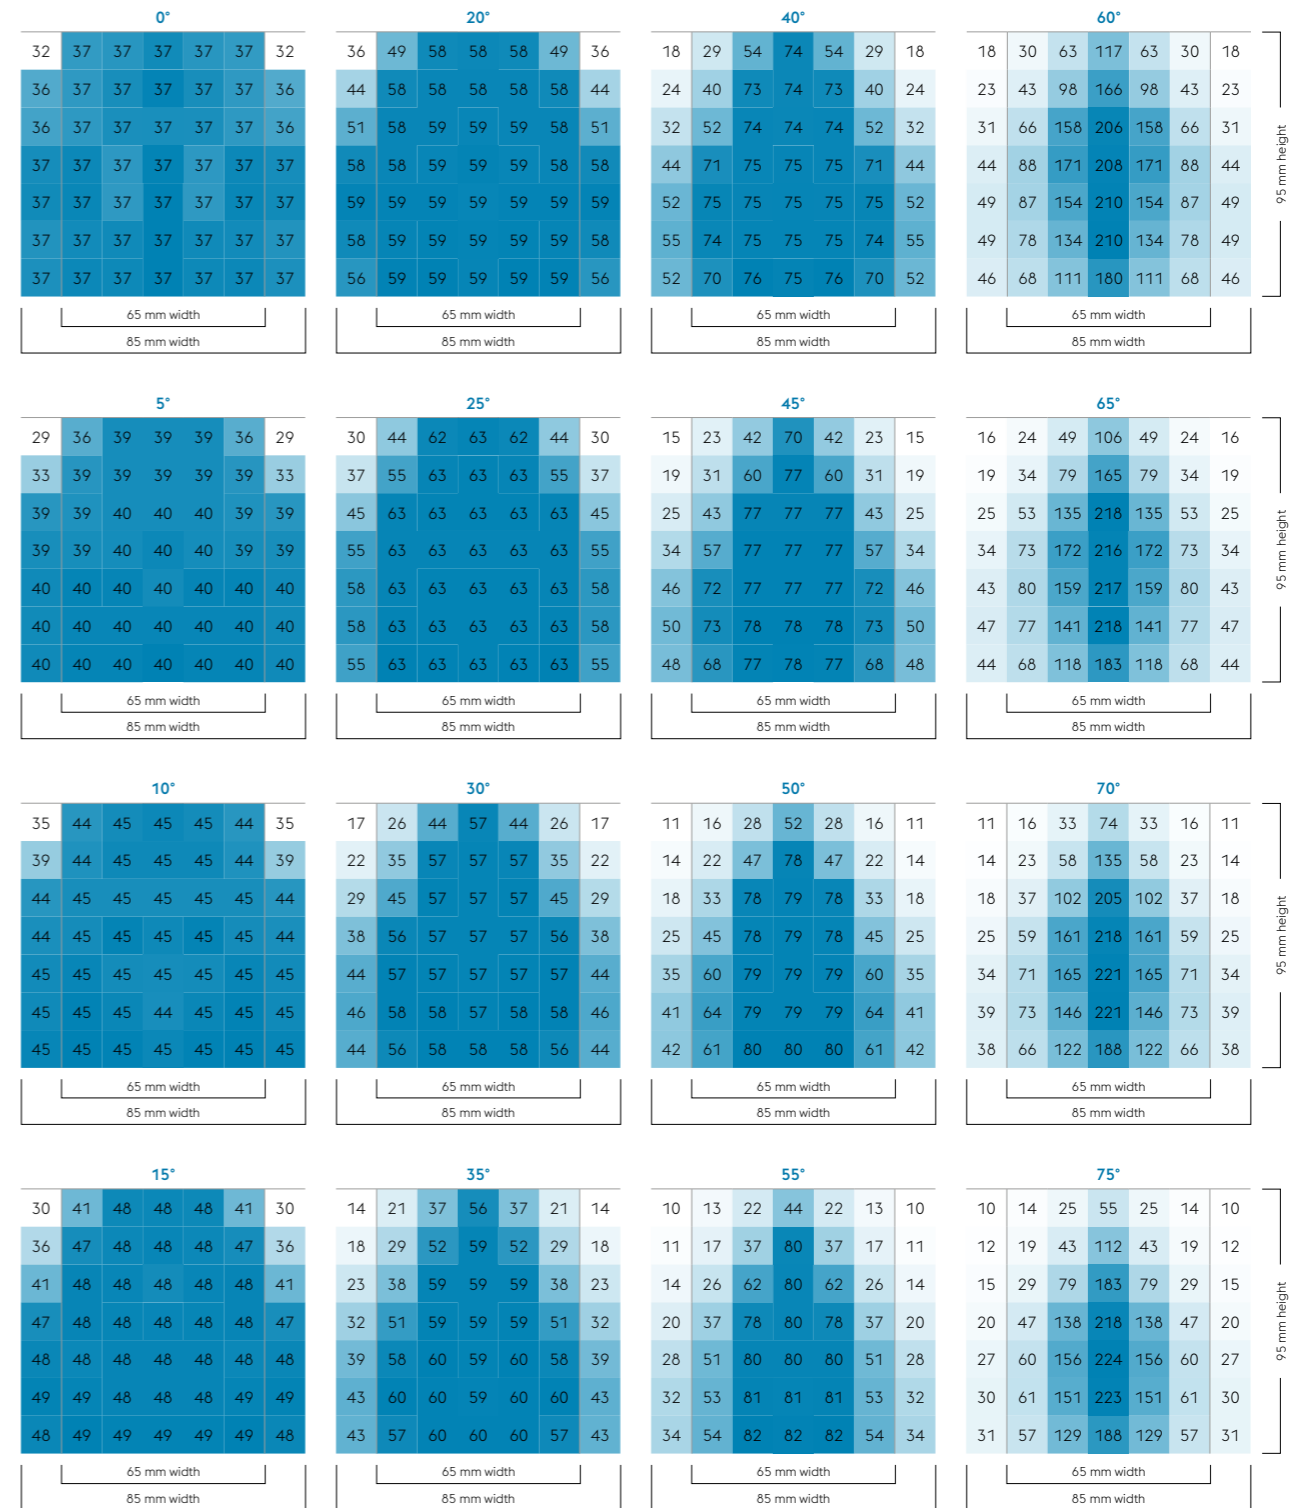 0° 20° 40° 60°
32 37 37 37 37 37 32 36 49 58 58 58 49 36 18 29 54 74 54 29 18 18 30 63 117 63 30 18
36 37 37 37 37 37 36 44 58 58 58 58 58 44 24 40 73 74 73 40 24 23 43 98 166 98 43 23
36 37 37 37 37 37 36 51 58 59 59 59 58 51 32 52 74 74 74 52 32 31 66 158 206 158 66 31
37 37 37 37 37 37 37 58 58 59 59 59 58 58 44 71 75 75 75 71 44 44 88 171 208 171 88 44
37 37 37 37 37 37 37 59 59 59 59 59 59 59 52 75 75 75 75 75 52 49 87 154 210 154 87 49
37 37 37 37 37 37 37 58 59 59 59 59 59 58 55 74 75 75 75 74 55 49 78 134 210 134 78 49
37 37 37 37 37 37 37 56 59 59 59 59 59 56 52 70 76 75 76 70 52 46 68 111 180 111 68 46
95 mm height
65 mm width 65 mm width 65 mm width 65 mm width
85 mm width 85 mm width 85 mm width 85 mm width
5° 25° 45° 65°
29 36 39 39 39 36 29 30 44 62 63 62 44 30 15 23 42 70 42 23 15 16 24 49 106 49 24 16
33 39 39 39 39 39 33 37 55 63 63 63 55 37 19 31 60 77 60 31 19 19 34 79 165 79 34 19
39 39 40 40 40 39 39 45 63 63 63 63 63 45 25 43 77 77 77 43 25 25 53 135 218 135 53 25
39 39 40 40 40 39 39 55 63 63 63 63 63 55 34 57 77 77 77 57 34 34 73 172 216 172 73 34
40 40 40 40 40 40 40 58 63 63 63 63 63 58 46 72 77 77 77 72 46 43 80 159 217 159 80 43
40 40 40 40 40 40 40 58 63 63 63 63 63 58 50 73 78 78 78 73 50 47 77 141 218 141 77 47
40 40 40 40 40 40 40 55 63 63 63 63 63 55 48 68 77 78 77 68 48 44 68 118 183 118 68 44
95 mm height
65 mm width 65 mm width 65 mm width 65 mm width
85 mm width 85 mm width 85 mm width 85 mm width
10° 30° 50° 70°
35 44 45 45 45 44 35 17 26 44 57 44 26 17 11 16 28 52 28 16 11 11 16 33 74 33 16 11
39 44 45 45 45 44 39 22 35 57 57 57 35 22 14 22 47 78 47 22 14 14 23 58 135 58 23 14
44 45 45 45 45 45 44 29 45 57 57 57 45 29 18 33 78 79 78 33 18 18 37 102 205 102 37 18
44 45 45 45 45 45 44 38 56 57 57 57 56 38 25 45 78 79 78 45 25 25 59 161 218 161 59 25
45 45 45 45 45 45 45 44 57 57 57 57 57 44 35 60 79 79 79 60 35 34 71 165 221 165 71 34
45 45 45 44 45 45 45 46 58 58 57 58 58 46 41 64 79 79 79 64 41 39 73 146 221 146 73 39
45 45 45 45 45 45 45 44 56 58 58 58 56 44 42 61 80 80 80 61 42 38 66 122 188 122 66 38
95 mm height
65 mm width 65 mm width 65 mm width 65 mm width
85 mm width 85 mm width 85 mm width 85 mm width
15° 35° 55° 75°
30 41 48 48 48 41 30 14 21 37 56 37 21 14 10 13 22 44 22 13 10 10 14 25 55 25 14 10
36 47 48 48 48 47 36 18 29 52 59 52 29 18 11 17 37 80 37 17 11 12 19 43 112 43 19 12
41 48 48 48 48 48 41 23 38 59 59 59 38 23 14 26 62 80 62 26 14 15 29 79 183 79 29 15
47 48 48 48 48 48 47 32 51 59 59 59 51 32 20 37 78 80 78 37 20 20 47 138 218 138 47 20
48 48 48 48 48 48 48 39 58 60 59 60 58 39 28 51 80 80 80 51 28 27 60 156 224 156 60 27
49 49 48 48 48 49 49 43 60 60 59 60 60 43 32 53 81 81 81 53 32 30 61 151 223 151 61 30
48 49 49 49 49 49 48 43 57 60 60 60 57 43 34 54 82 82 82 54 34 31 57 129 188 129 57 31
95 mm height
65 mm width 65 mm width 65 mm width 65 mm width
85 mm width 85 mm width 85 mm width 85 mm width